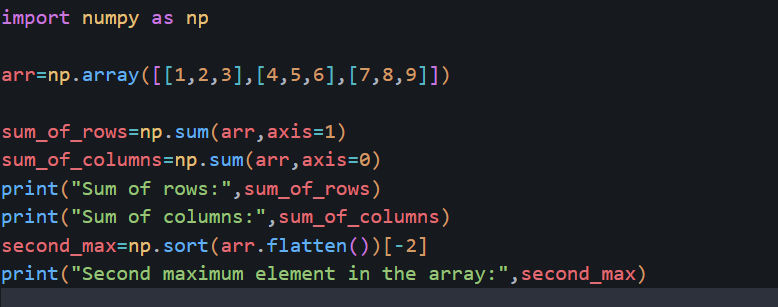 import numpy as np
arr=np.array([[1,2,3],[4,5,6],[7,8,9]])
sum_of_rows=np.sum(arr,axis=1)
sum_of_columns=np.sum(arr,axis=0)
print("Sum of rows:",sum_of_rows)
print("Sum of columns:",sum_of_columns)
second_max=np.sort(arr.flatten())[-2]
print("Second maximum element in the array:",second_max)